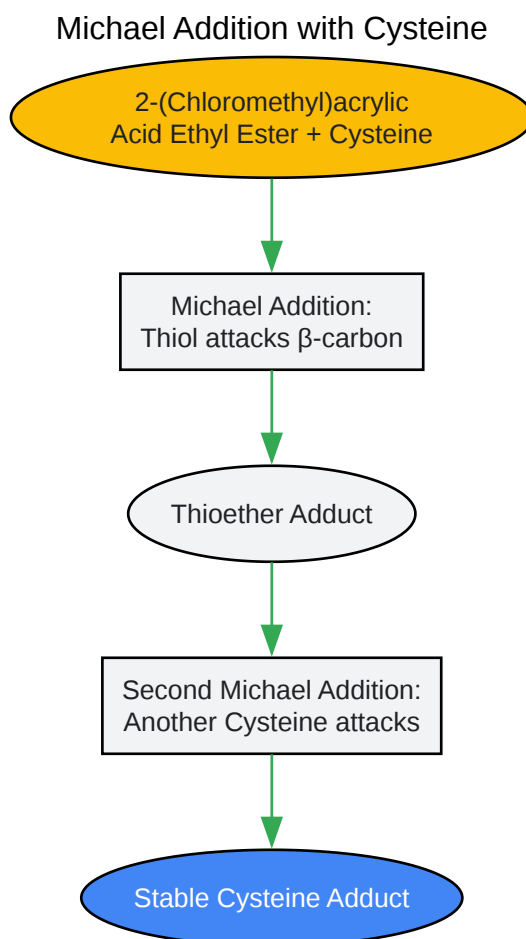 Michael Addition with Cysteine
2-(Chloromethyl)acrylic
Acid Ethyl Ester + Cysteine
Michael Addition:
Thiol attacks β-carbon
Thioether Adduct
Second Michael Addition:
Another Cysteine attacks
Stable Cysteine Adduct